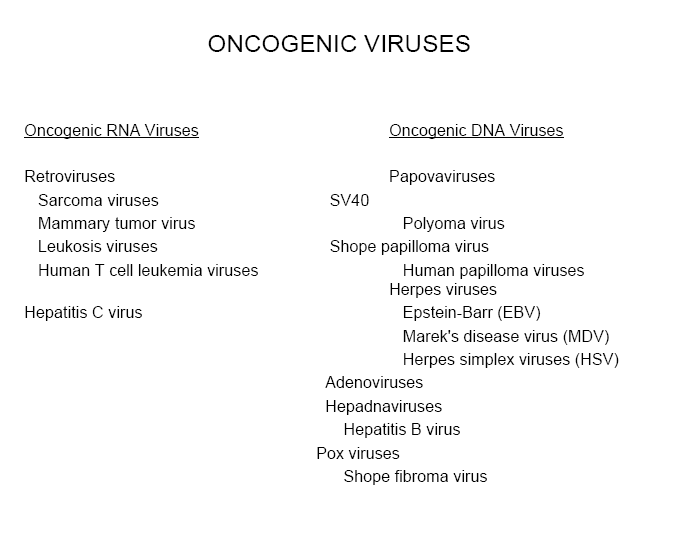 ONCOGENIC VIRUSES
Oncogenic RNA Viruses
Retroviruses
Sarcoma viruses
Mammary tumor virus
Leukosis viruses
Human T cell leukemia viruses
Hepatitis C virus
Oncogenic DNA Viruses
Papovaviruses
SV40
Polyoma virus
Shope papilloma virus
Human papilloma viruses
Herpes viruses
Epstein-Barr (EBV)
Marek's disease virus (MDV)
Herpes simplex viruses (HSV)
Adenoviruses
Hepadnaviruses
Hepatitis B virus
Pox viruses
Shope fibroma virus